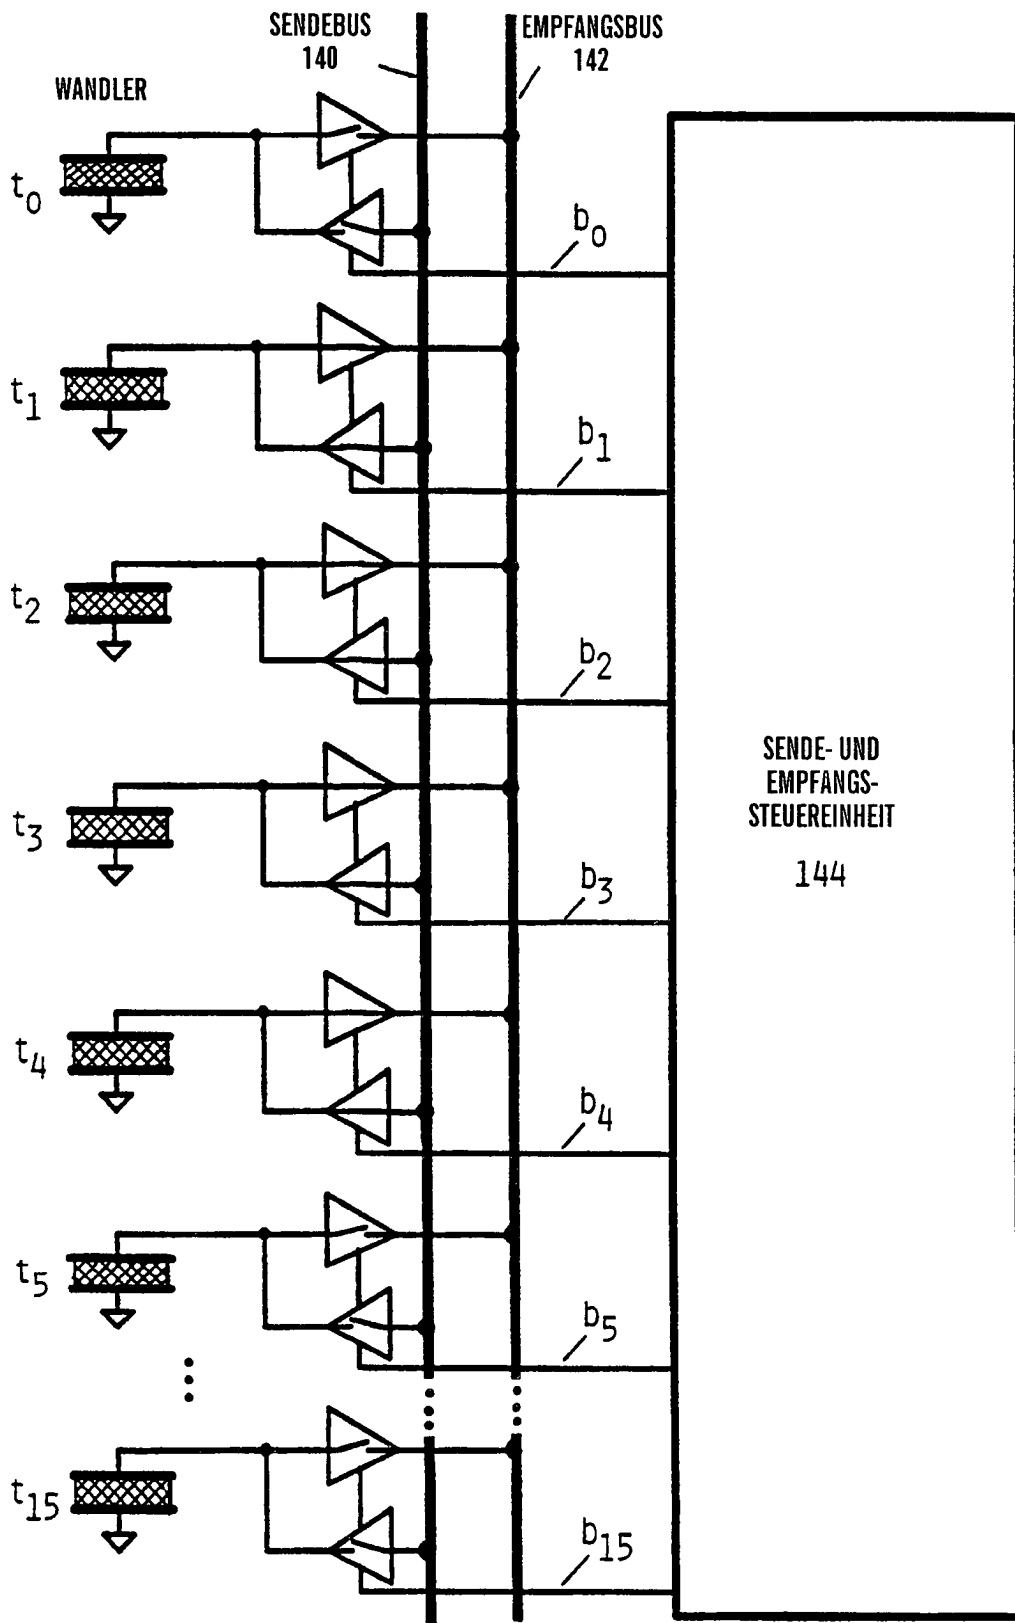 SENDEBUS
140
EMPFANGSBUS
142
WANDLER
t0
b0
t1
b1
t2
b2
SENDE- UND
EMPFANGS-
STEUEREINHEIT
144
t3
b3
t4
b4
t5
b5
t15
b15